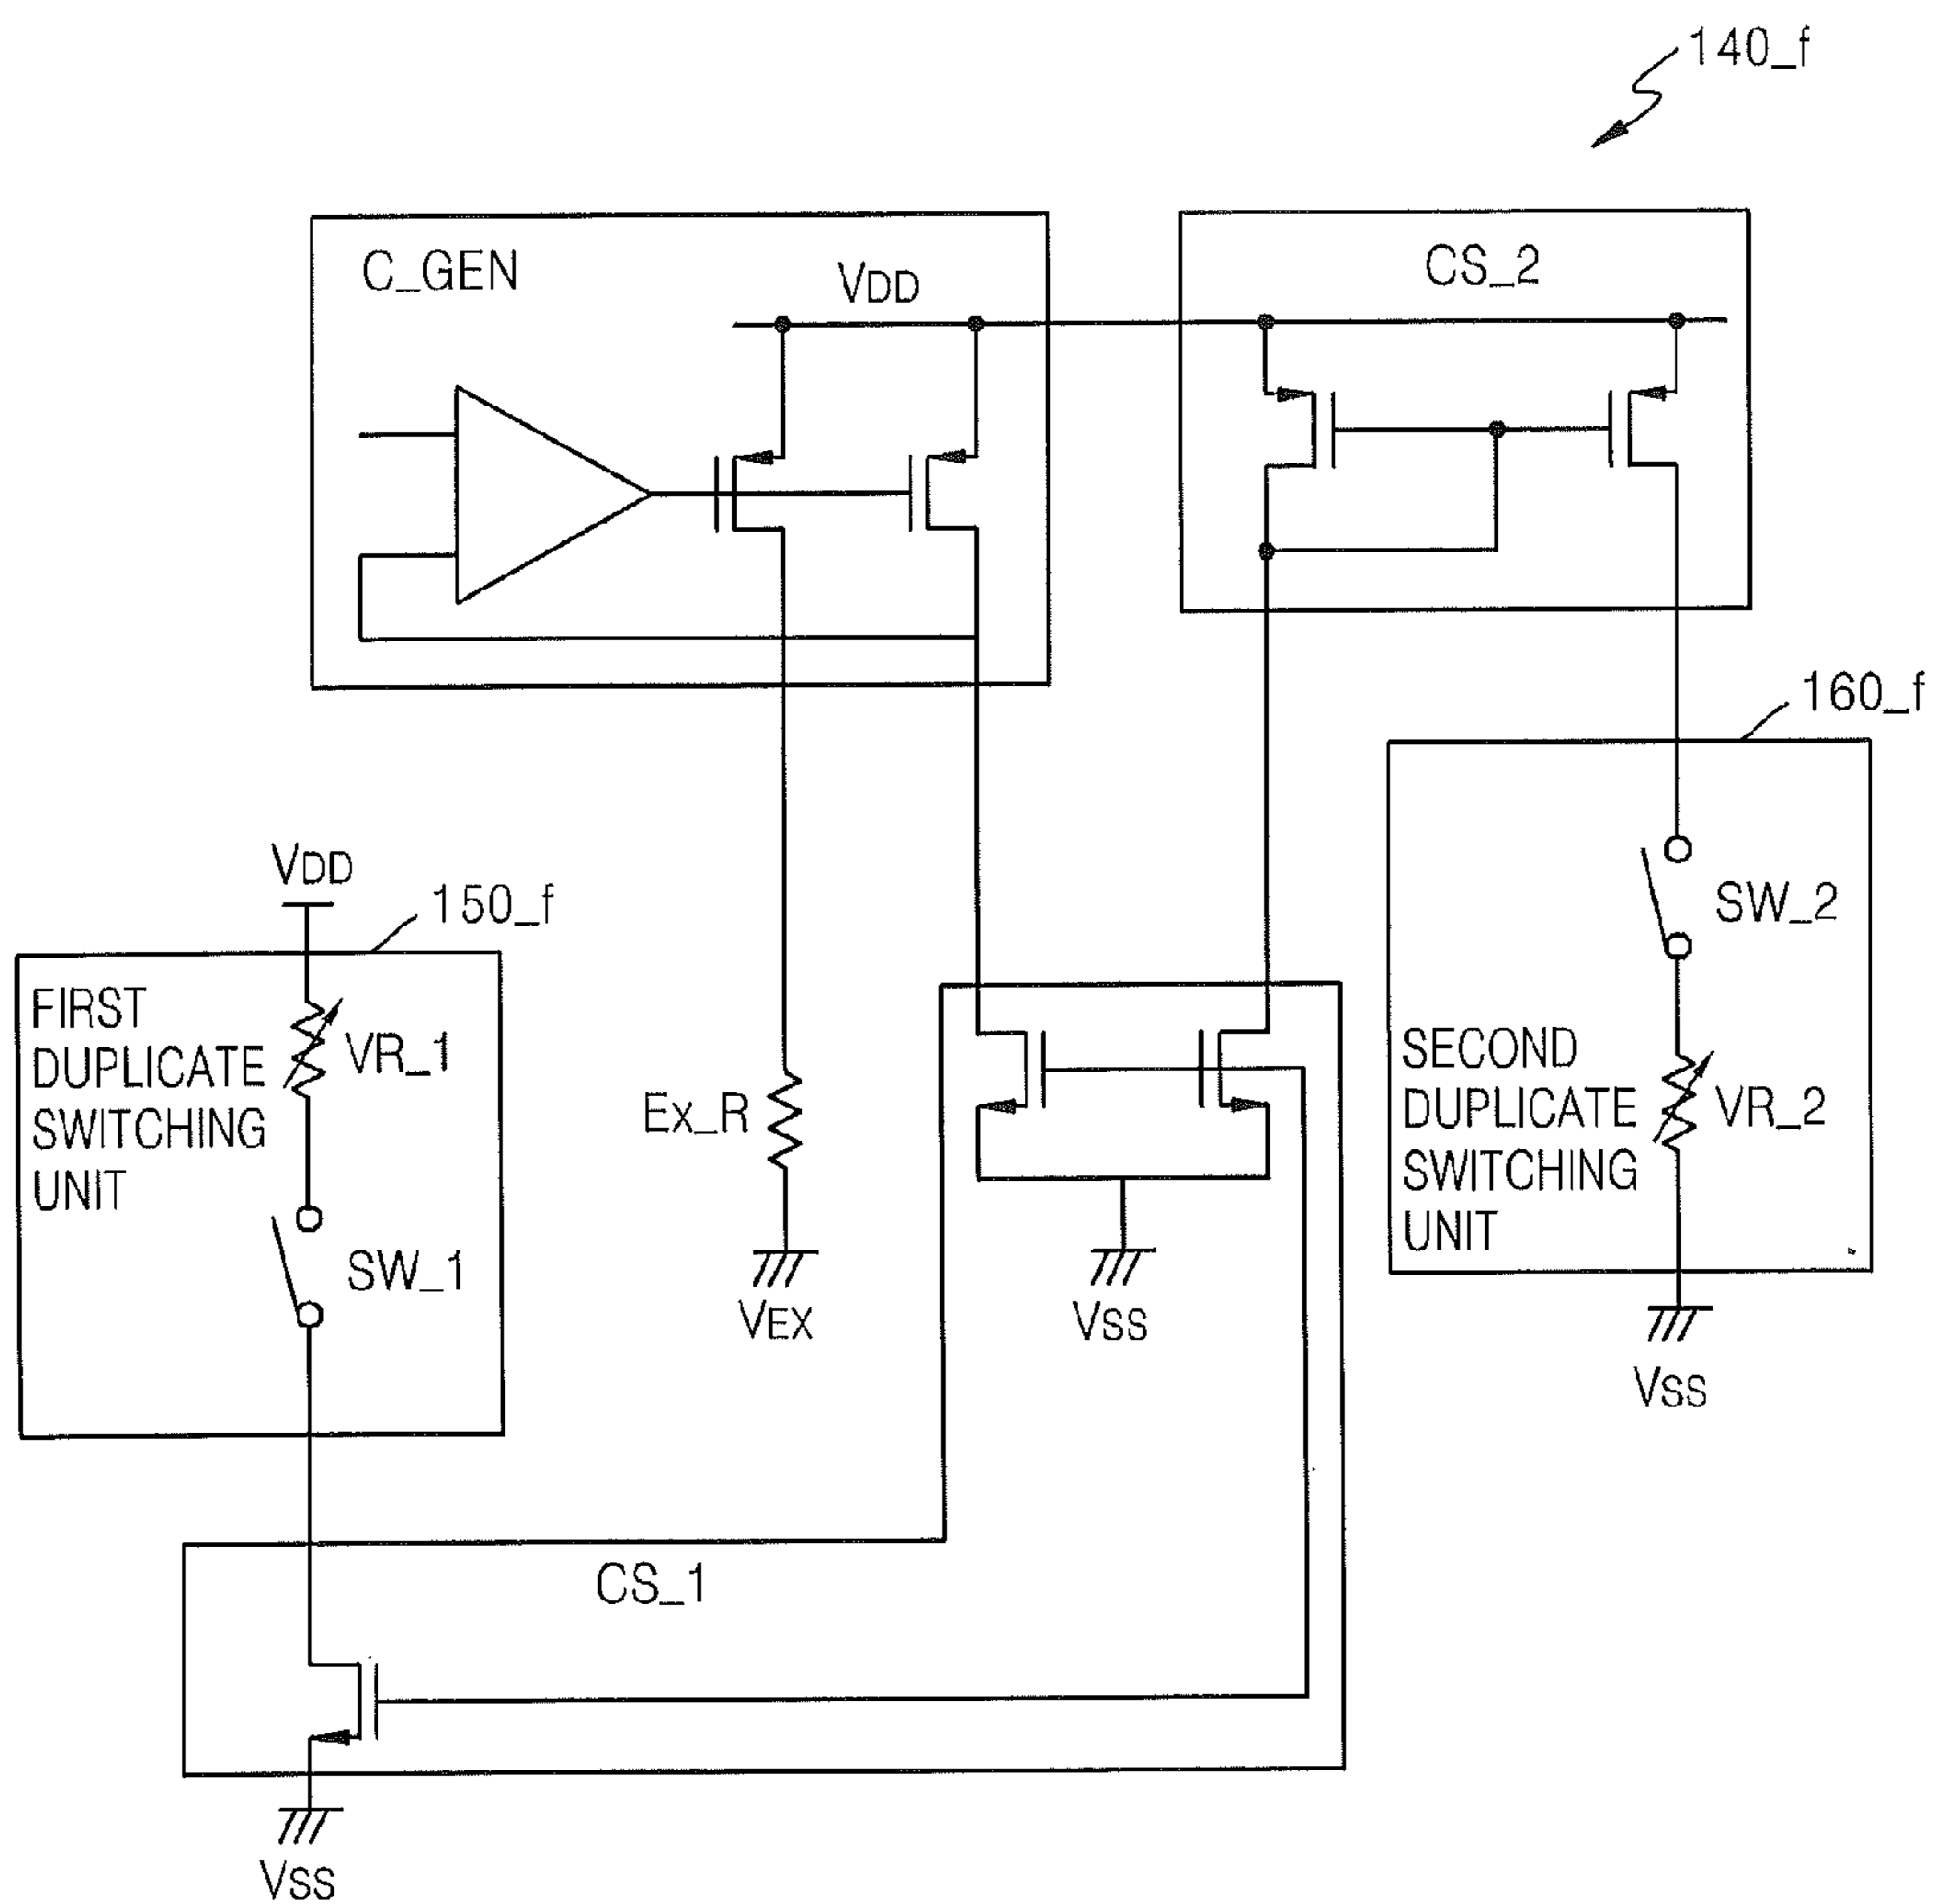 140_f
C_GEN
VDD
CS_2
160_f
VDD
150_f
FIRST
DUPLICATE
SWITCHING
UNIT
VR_1
SW_1
Ex_R
VEX
VSS
SW_2
SECOND
DUPLICATE
SWITCHING
UNIT
VR_2
VSS
CS_1
VSS